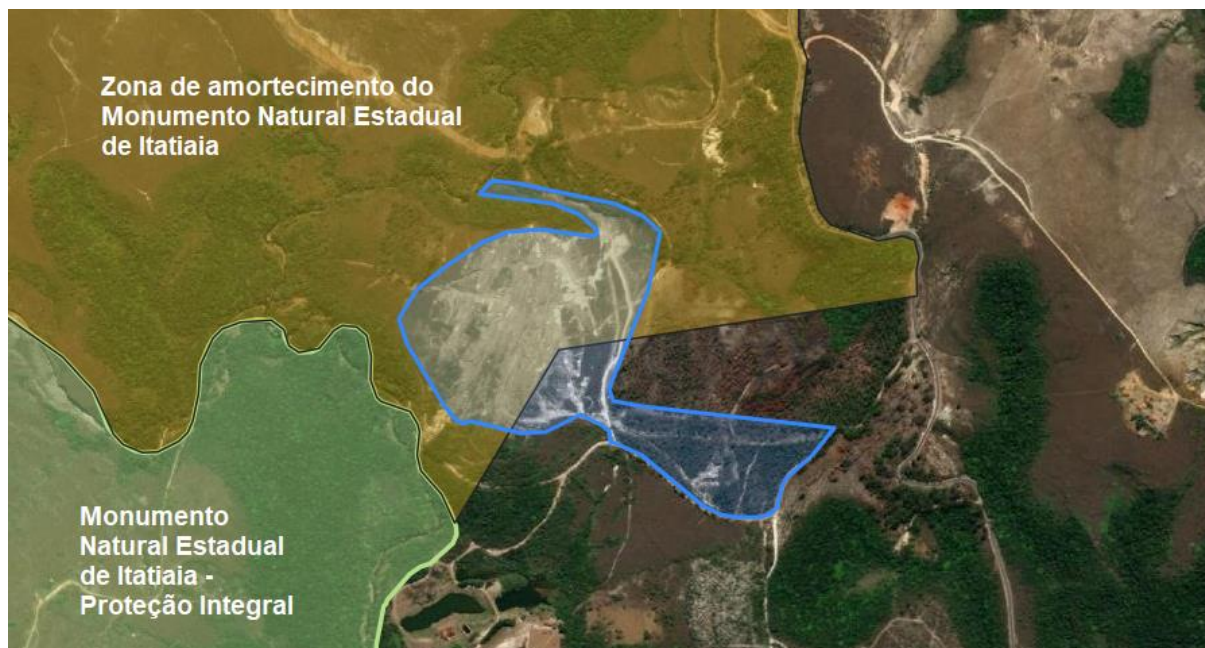 Zona de amortecimento do
Monumento Natural Estadual
de Itatiaia
Monumento
Natural Estadual
de Itatiaia -
Proteção Integral